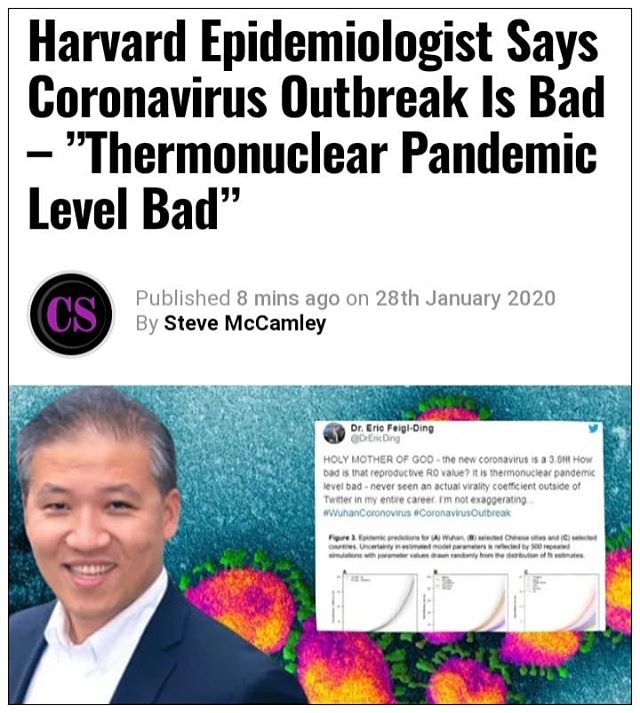 Harvard Epidemiologist Says
Coronavirus Outbreak Is Bad
– ”Thermonuclear Pandemic
Level Bad”
CS
Published 8 mins ago on 28th January 2020
By Steve McCamley
Dr. Eric Feigl-Ding
@DrEricDing
HOLY MOTHER OF GOD - the new coronavirus is a 3.8!!! How
bad is that reproductive R0 value? It is thermonuclear pandemic
level bad - never seen an actual virality coefficient outside of
Twitter in my entire career. I'm not exaggerating...
#WuhanCoronovirus #CoronavirusOutbreak
Figure 3. Epidemic predictions for (A) Wuhan, (B) selected Chinese cities and (C) selected
countries. Uncertainty in estimated model parameters is reflected by 500 repeated
simulations with parameter values drawn randomly from the distribution of fit estimates.
A B C